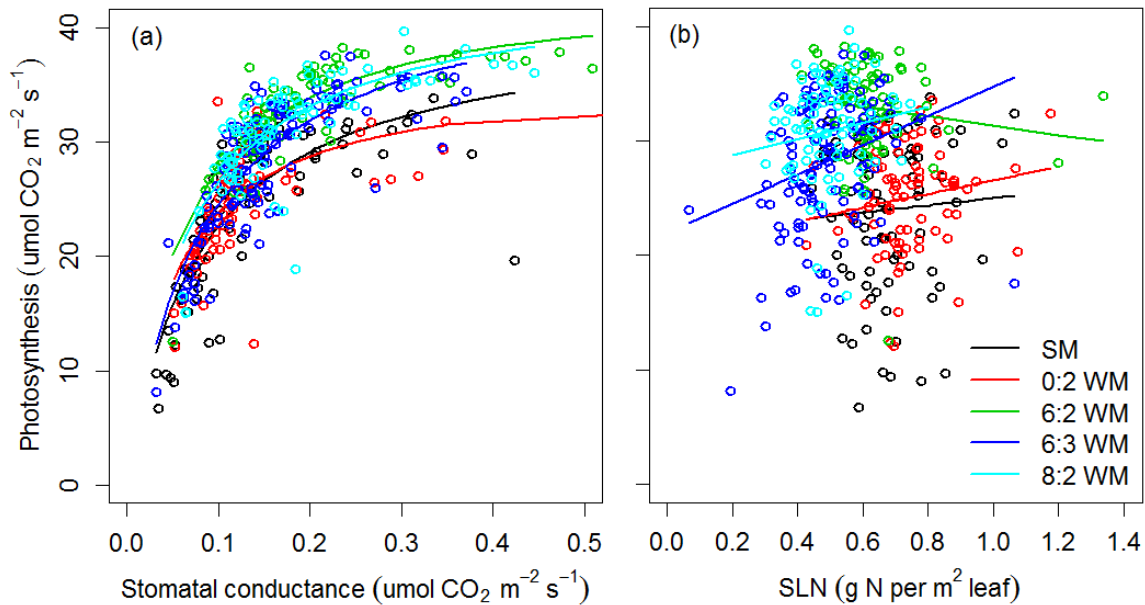 (a)
(b)
40
30
20
10
0
Photosynthesis (umol CO₂ m⁻² s⁻¹)
0.0 0.1 0.2 0.3 0.4 0.5
Stomatal conductance (umol CO₂ m⁻² s⁻¹)
SM
0:2 WM
6:2 WM
6:3 WM
8:2 WM
0.0 0.2 0.4 0.6 0.8 1.0 1.2 1.4
SLN (g N per m² leaf)